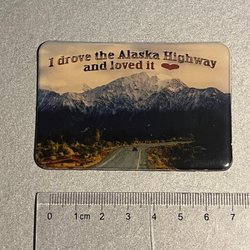 I drove the Alaska Highway
and loved it
0 1cm 2 3 4 5 6 7